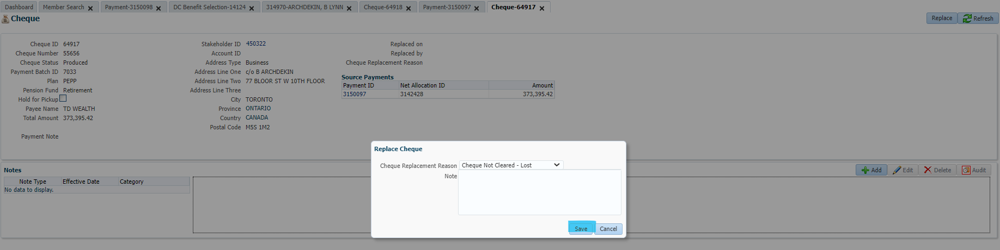 Dashboard Member Search Payment-3150098 DC Benefit Selection-14124 314970-ARCHDEKIN, B LYNN Cheque-64918 Payment-3150097 Cheque-64917
Cheque Replace Refresh
Cheque ID 64917 Stakeholder ID 450322 Replaced on
Cheque Number 55656 Account ID Replaced by
Cheque Status Produced Address Type Business Cheque Replacement Reason
Payment Batch ID 7033 Address Line One c/o B ARCHDEKIN
Plan PEPP Address Line Two 77 BLOOR ST W 10TH FLOOR
Pension Fund Retirement Address Line Three
Hold for Pickup City TORONTO
Payee Name TD WEALTH Province ONTARIO
Total Amount 373,395.42 Country CANADA
Postal Code M5S 1M2
Payment Note
Source Payments
Payment ID Net Allocation ID Amount
3150097 3142428 373,395.42
Replace Cheque
Cheque Replacement Reason Cheque Not Cleared - Lost
Note
Save Cancel
Notes Add Edit Delete Audit
Note Type Effective Date Category
No data to display.